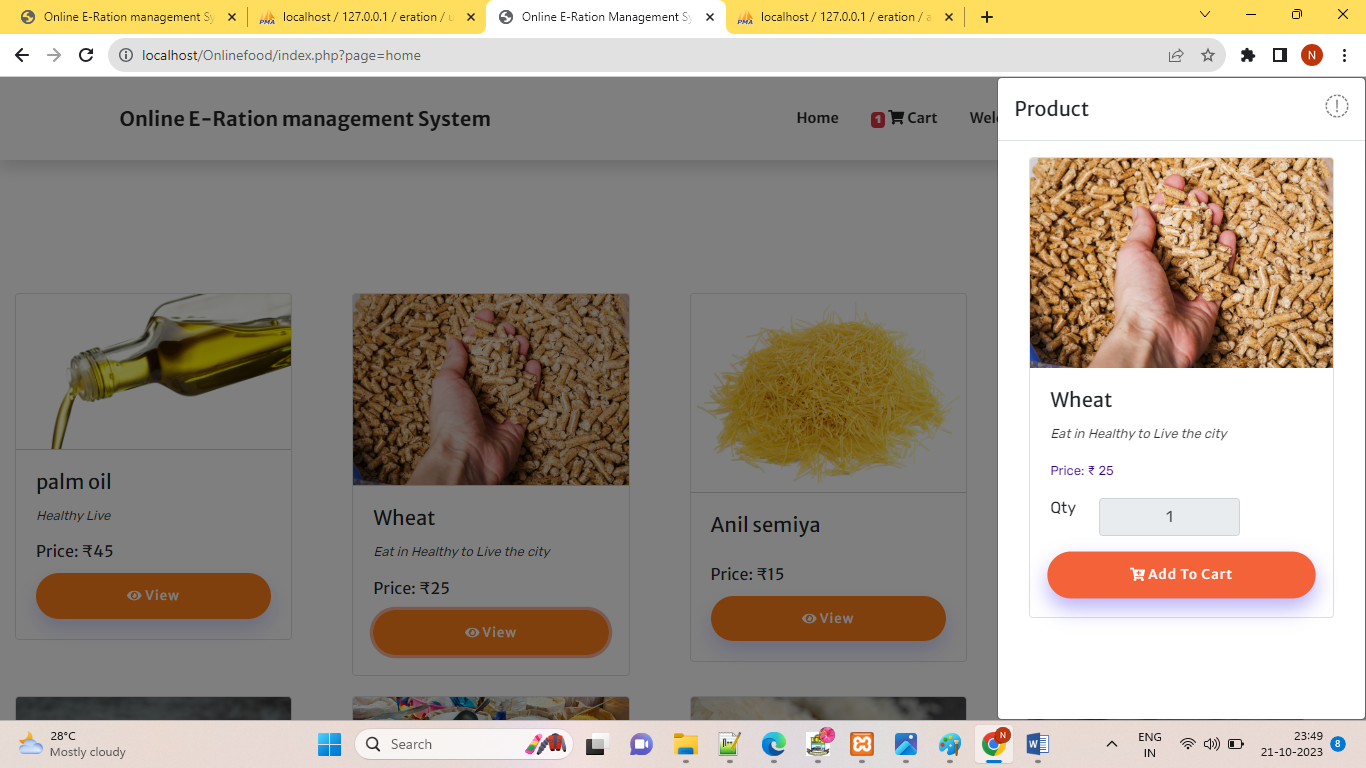 Online E-Ration management Sy
localhost / 127.0.0.1 / eration / u
Online E-Ration Management Sy
localhost / 127.0.0.1 / eration / a
localhost/Onlinefood/index.php?page=home
N
Online E-Ration management System
Home
1 Cart
Product
palm oil
Healthy Live
Price: ₹45
View
Wheat
Eat in Healthy to Live the city
Price: ₹25
View
Anil semiya
Price: ₹15
View
Wheat
Eat in Healthy to Live the city
Price: ₹ 25
Qty 1
Add To Cart
28°C
Mostly cloudy
Search
N
ENG
IN
23:49
21-10-2023
8